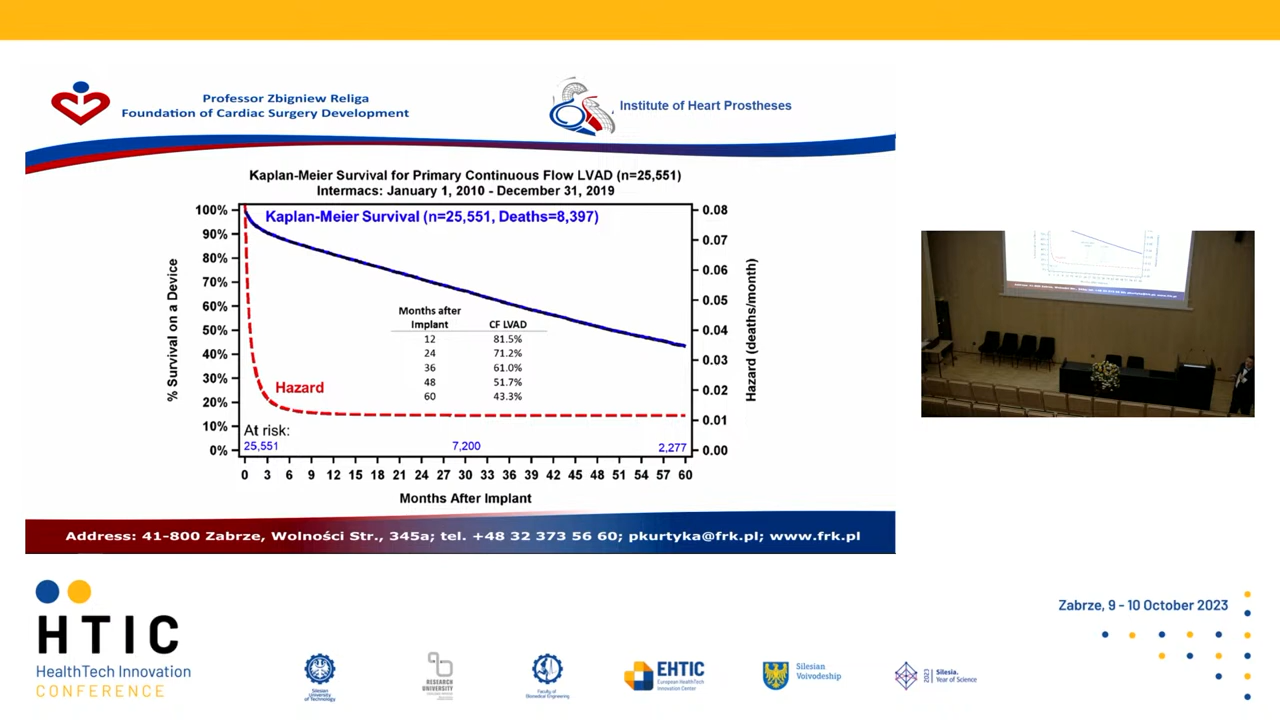 Professor Zbigniew Religa
Foundation of Cardiac Surgery Development
Institute of Heart Prostheses
Kaplan-Meier Survival for Primary Continuous Flow LVAD (n=25,551)
Intermacs: January 1, 2010 - December 31, 2019
Kaplan-Meier Survival (n=25,551, Deaths=8,397)
100%
90%
80%
70%
60%
50%
40%
30%
20%
10%
0%
% Survival on a Device
0.08
0.07
0.06
0.05
0.04
0.03
0.02
0.01
0.00
Hazard (deaths/month)
Months after
Implant CF LVAD
12 81.5%
24 71.2%
36 61.0%
48 51.7%
60 43.3%
Hazard
At risk:
25,551 7,200 2,277
0 3 6 9 12 15 18 21 24 27 30 33 36 39 42 45 48 51 54 57 60
Months After Implant
Address: 41-800 Zabrze, Wolności Str., 345a; tel. +48 32 373 56 60; pkurtyka@frk.pl; www.frk.pl
HTIC
HealthTech Innovation
CONFERENCE
Zabrze, 9 - 10 October 2023
Silesian
University
of Technology
RESEARCH
UNIVERSITY
Faculty of
Biomedical Engineering
EHTIC
European HealthTech
Innovation Center
Silesian
Voivodeship
2023
Silesia.
Year of Science